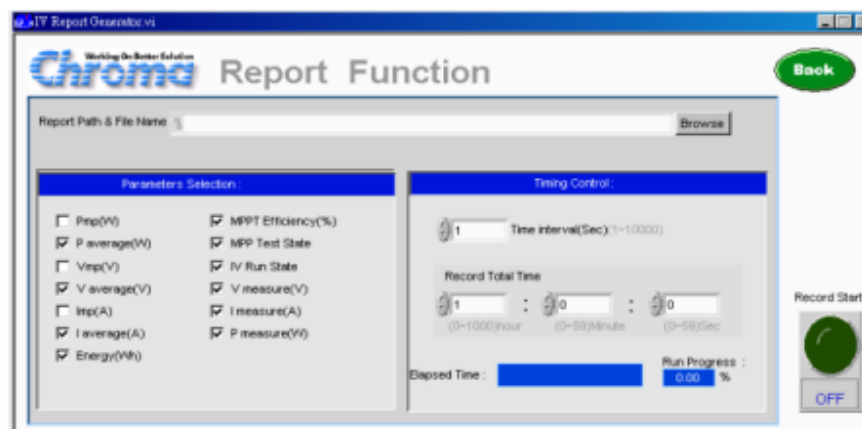 IV Report Generator.vi
Working On Better Solution
Chroma
Report Function
Back
Report Path & File Name
Browse
Parameters Selection :
Pmp(W)
P average(W)
Vmp(V)
V average(V)
Imp(A)
I average(A)
Energy(Wh)
MPPT Efficiency(%)
MPP Test State
IV Run State
V measure(V)
I measure(A)
P measure(W)
Timing Control :
1 Time interval(Sec)(1~10000)
Record Total Time
1 : 0 : 0
(0~1000)hour (0~59)Minute (0~59)Sec
Elapsed Time :
Run Progress :
0.00 %
Record Start
OFF